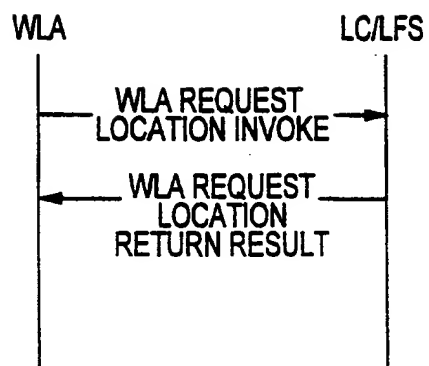 WLA LC/LFS
WLA REQUEST
LOCATION INVOKE
WLA REQUEST
LOCATION
RETURN RESULT